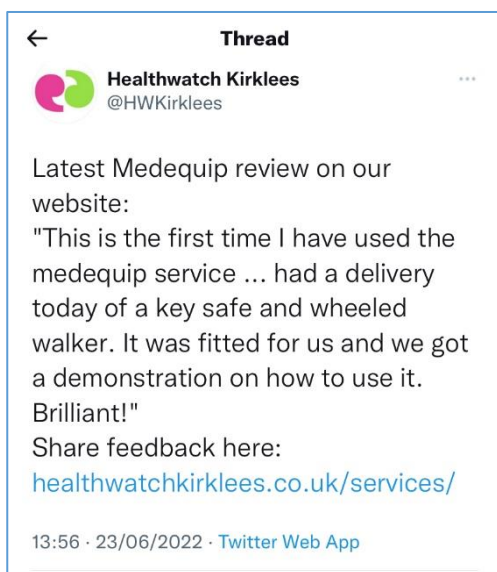 Thread
Healthwatch Kirklees
@HWKirklees
Latest Medequip review on our
website:
"This is the first time I have used the
medequip service ... had a delivery
today of a key safe and wheeled
walker. It was fitted for us and we got
a demonstration on how to use it.
Brilliant!"
Share feedback here:
healthwatchkirklees.co.uk/services/
13:56 · 23/06/2022 · Twitter Web App